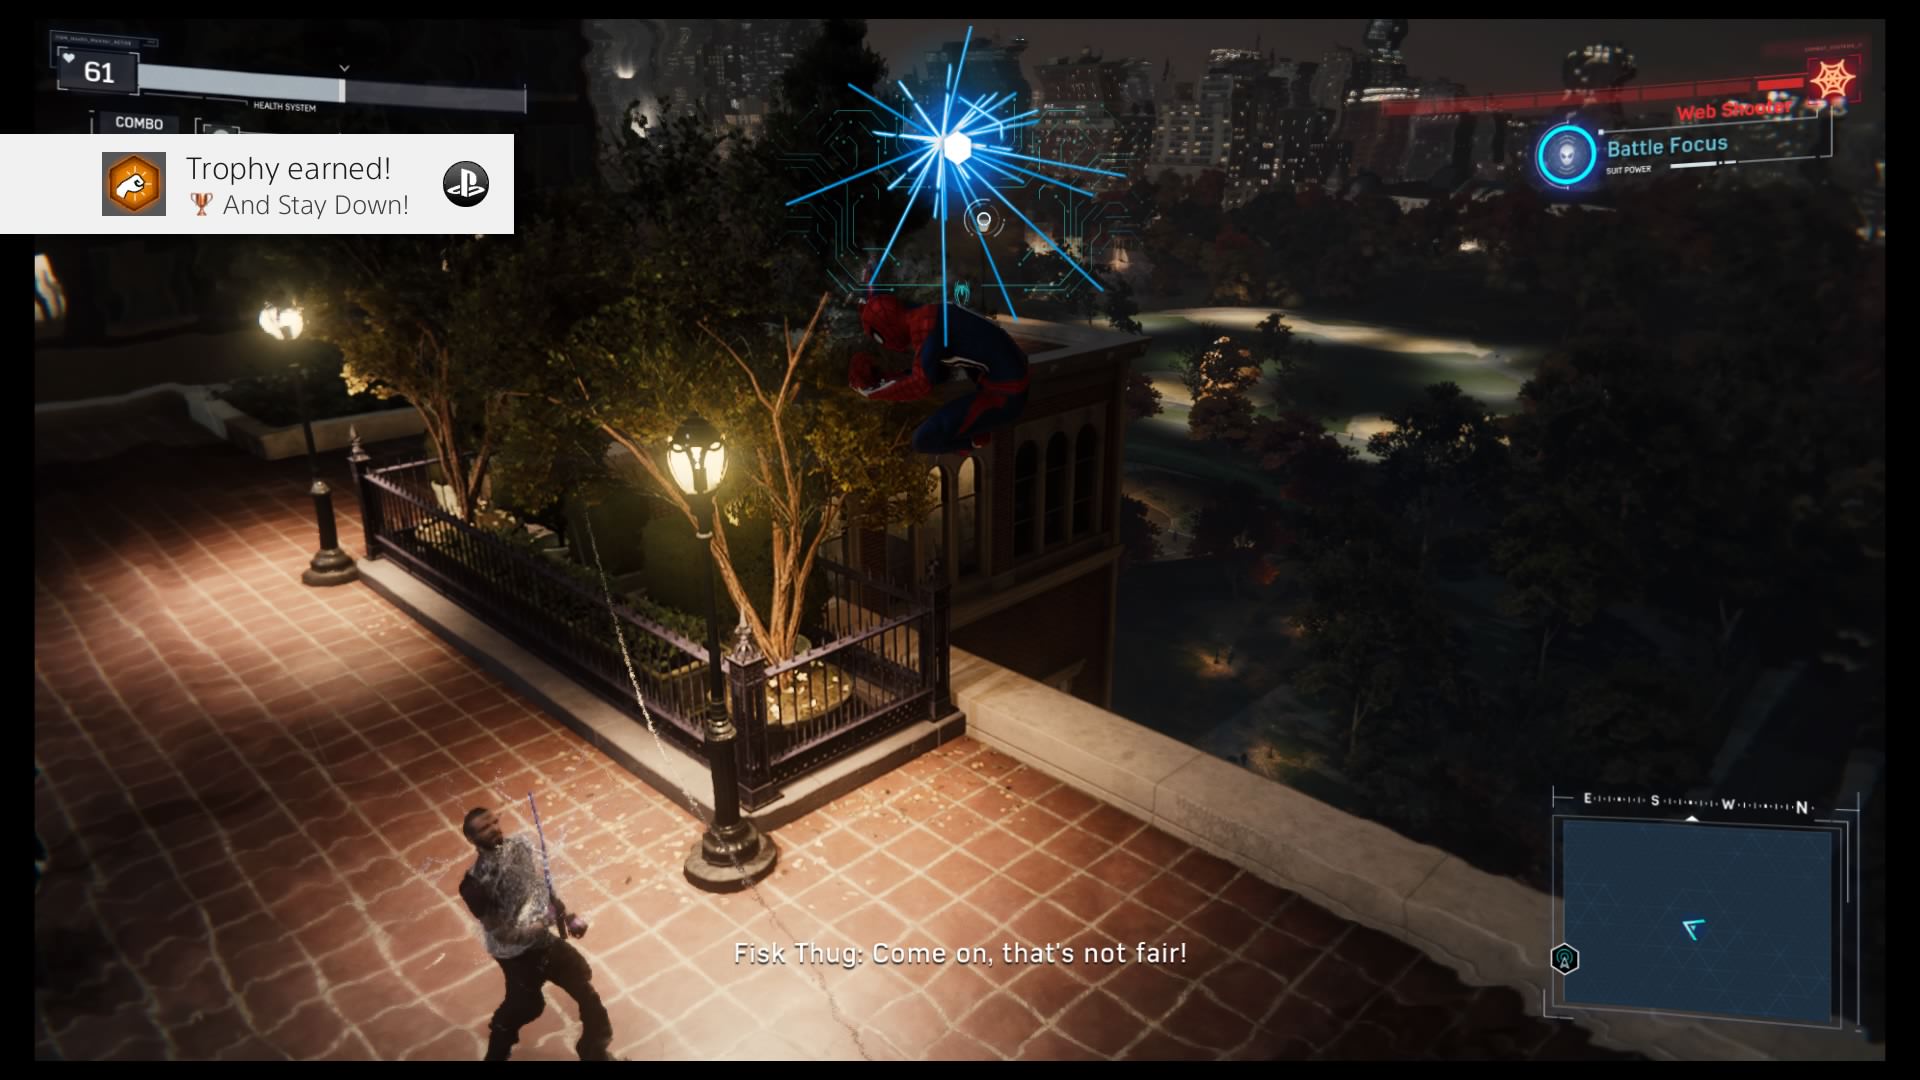 61
HEALTH SYSTEM
COMBO
Trophy earned!
And Stay Down!
Web Shooter
Battle Focus
SUIT POWER
E S W N
Fisk Thug: Come on, that's not fair!